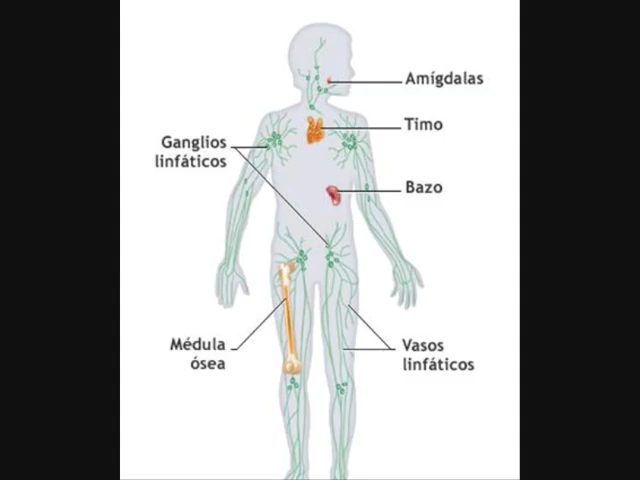 Amígdalas
Timo
Ganglios
linfáticos
Bazo
Médula
ósea
Vasos
linfáticos